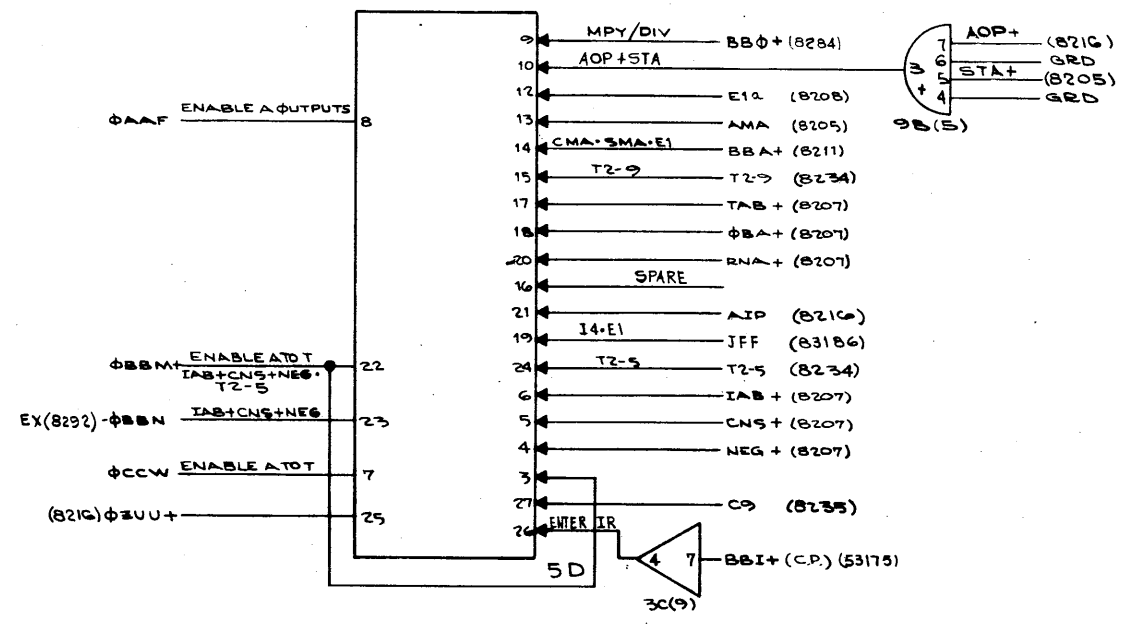 9 MPY/DIV BBΦ+ (8284)
10 AOP+STA
3 + 7 AOP+ (8216)
6 GRD
5 STA+ (8205)
4 GRD
9B(5)
12 E12 (8208)
ΦAAF ENABLE A ΦUTPUTS 8
13 AMA (8205)
14 CMA·SMA·E1 BBA+ (8211)
15 T2-9 T2-9 (8234)
17 TAB+ (8207)
18 ΦBA+ (8207)
20 RNA+ (8207)
16 SPARE
21 AIP (8216)
19 I4·E1 JFF (83186)
ΦBBM+ ENABLE ATOT 22
IAB+CNS+NEG·
T2-5
24 T2-5 T2-5 (8234)
6 IAB+ (8207)
EX(8292)-ΦBBN IAB+CNS+NEG 23
5 CNS+ (8207)
4 NEG+ (8207)
ΦCCW ENABLE ATOT 7
3
27 C9 (8235)
(8216) Φ3UU+ 25
26 ENTER IR
4 7 BBI+ (C.P.) (53175)
5D
3C(9)